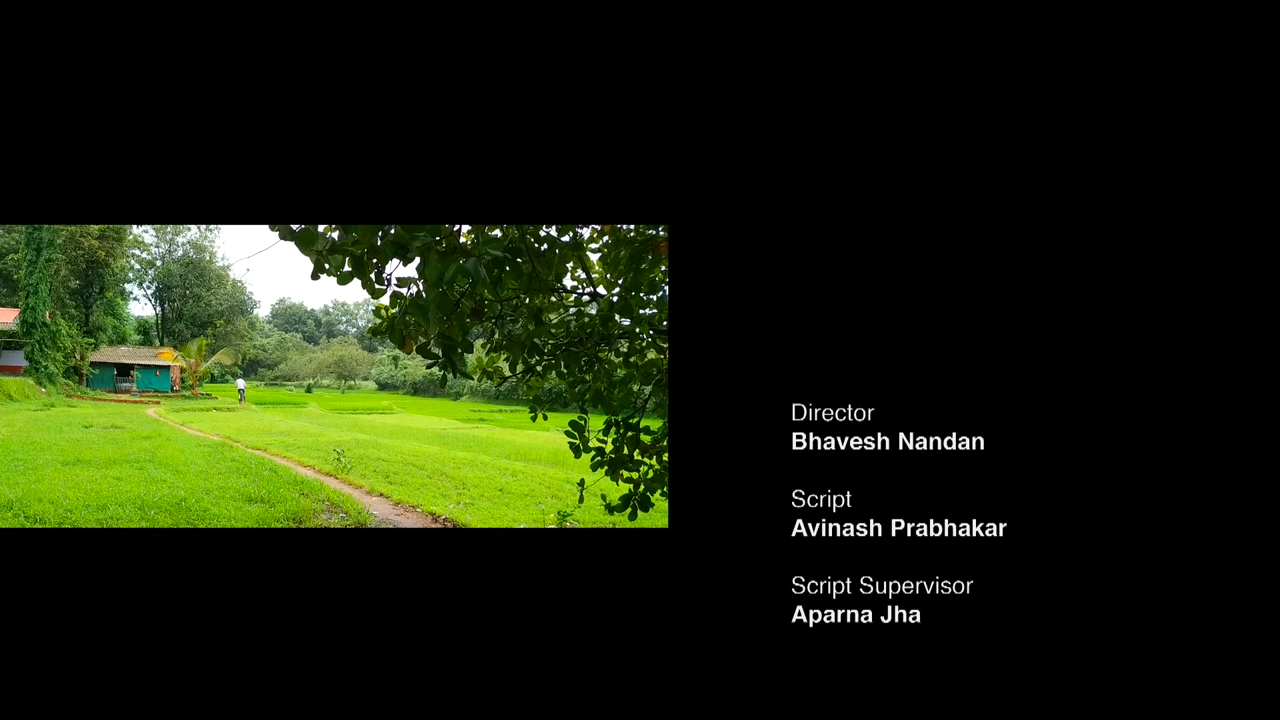 Director
Bhavesh Nandan
Script
Avinash Prabhakar
Script Supervisor
Aparna Jha